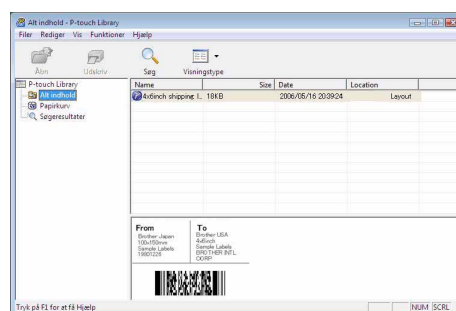 Alt indhold - P-touch Library
Filer Rediger Vis Funktioner Hjælp
Åbn Udskriv Søg Visningstype
P-touch Library
Alt indhold
Papirkurv
Søgeresultater
Name Size Date Location
4x6inch shipping l... 18KB 2006/05/16 20:39:24 Layout
From
Brother Japan
100x150mm
Sample Labels
19801226
To
Brother USA
4x6inch
Sample Labels
BROTHER INTL
CORP
Tryk på F1 for at få Hjælp NUM SCRL